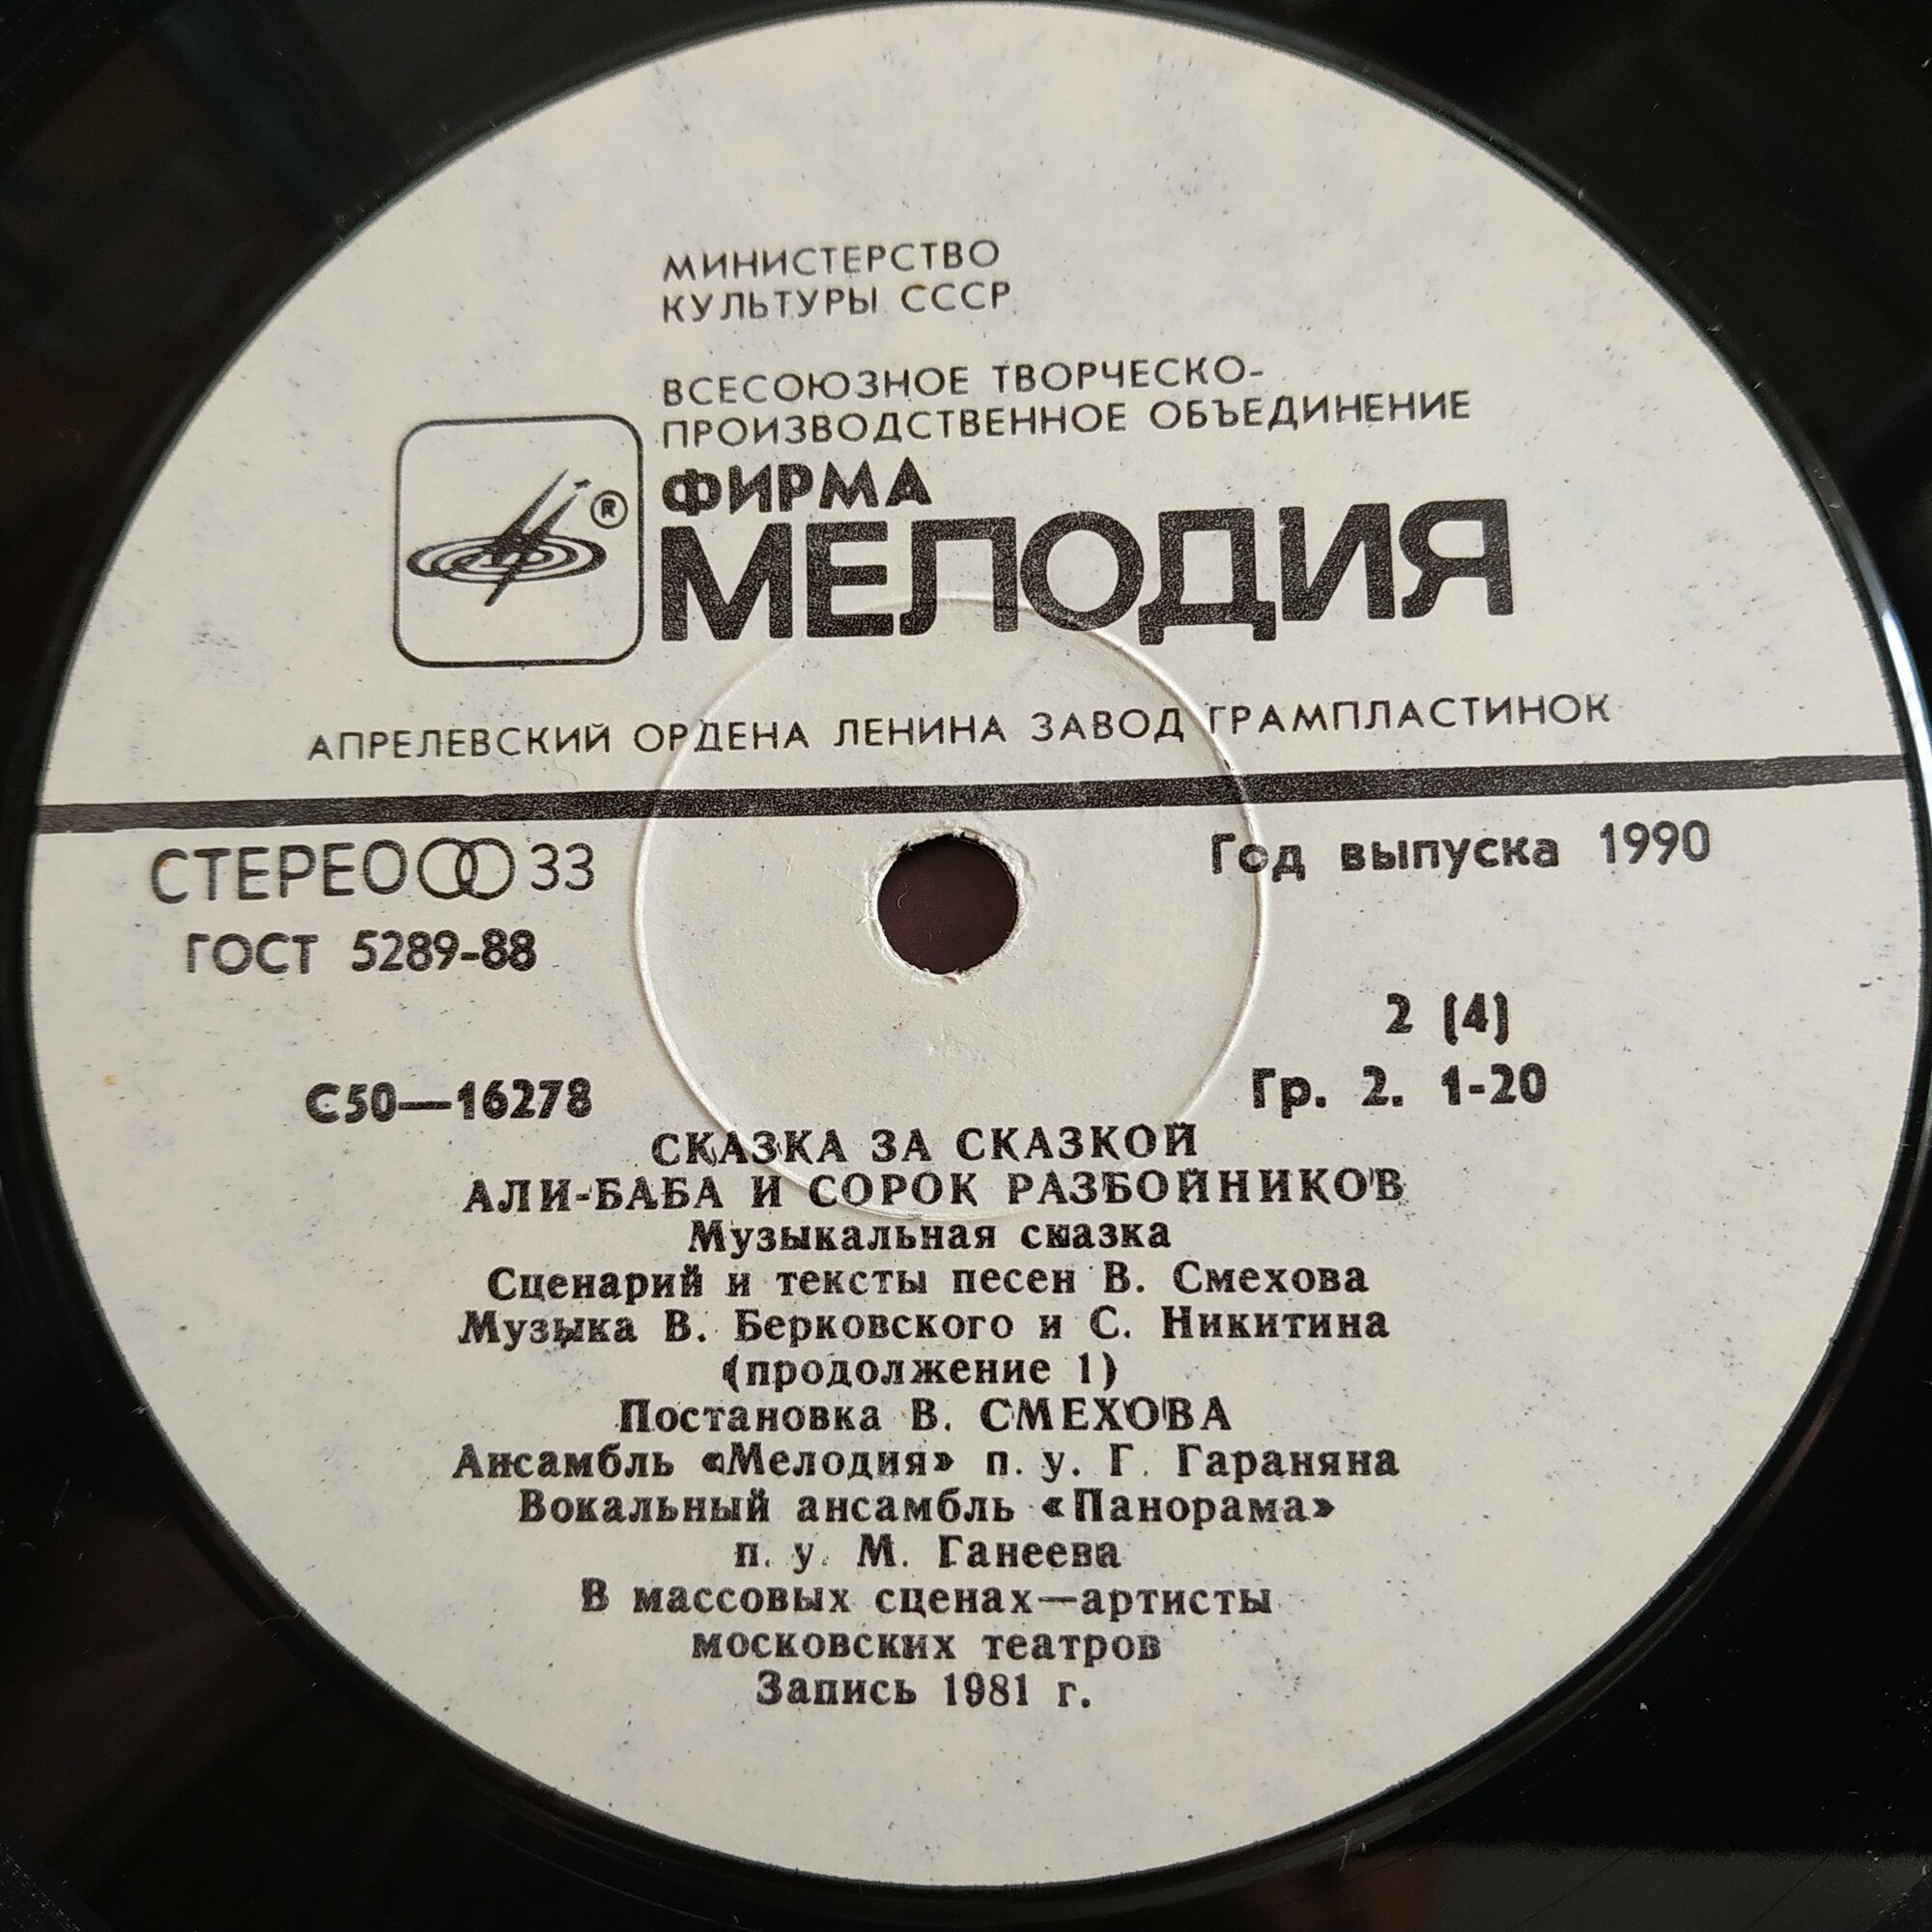 МИНИСТЕРСТВО
КУЛЬТУРЫ СССР
ВСЕСОЮЗНОЕ ТВОРЧЕСКО-
ПРОИЗВОДСТВЕННОЕ ОБЪЕДИНЕНИЕ
ФИРМА
МЕЛОДИЯ
®
АПРЕЛЕВСКИЙ ОРДЕНА ЛЕНИНА ЗАВОД ГРАМПЛАСТИНОК
СТЕРЕО 33
Год выпуска 1990
ГОСТ 5289-88
2 (4)
Гр. 2. 1-20
С50—16278
СКАЗКА ЗА СКАЗКОЙ
АЛИ-БАБА И СОРОК РАЗБОЙНИКОВ
Музыкальная сказка
Сценарий и тексты песен В. Смехова
Музыка В. Берковского и С. Никитина
(продолжение 1)
Постановка В. СМЕХОВА
Ансамбль «Мелодия» п. у. Г. Гараняна
Вокальный ансамбль «Панорама»
п. у. М. Ганеева
В массовых сценах—артисты
московских театров
Запись 1981 г.